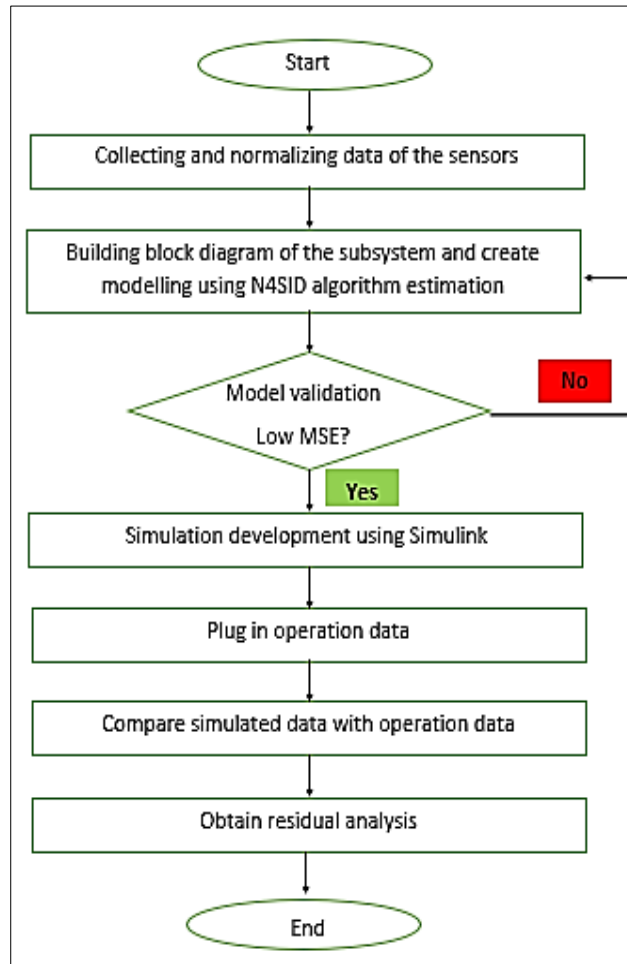 Start
Collecting and normalizing data of the sensors
Building block diagram of the subsystem and create
modelling using N4SID algorithm estimation
Model validation
Low MSE?
No
Yes
Simulation development using Simulink
Plug in operation data
Compare simulated data with operation data
Obtain residual analysis
End